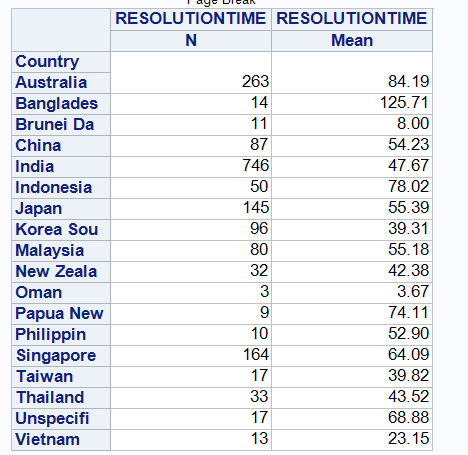 Page Break
RESOLUTIONTIME RESOLUTIONTIME
N Mean
Country
Australia 263 84.19
Banglades 14 125.71
Brunei Da 11 8.00
China 87 54.23
India 746 47.67
Indonesia 50 78.02
Japan 145 55.39
Korea Sou 96 39.31
Malaysia 80 55.18
New Zeala 32 42.38
Oman 3 3.67
Papua New 9 74.11
Philippin 10 52.90
Singapore 164 64.09
Taiwan 17 39.82
Thailand 33 43.52
Unspecifi 17 68.88
Vietnam 13 23.15